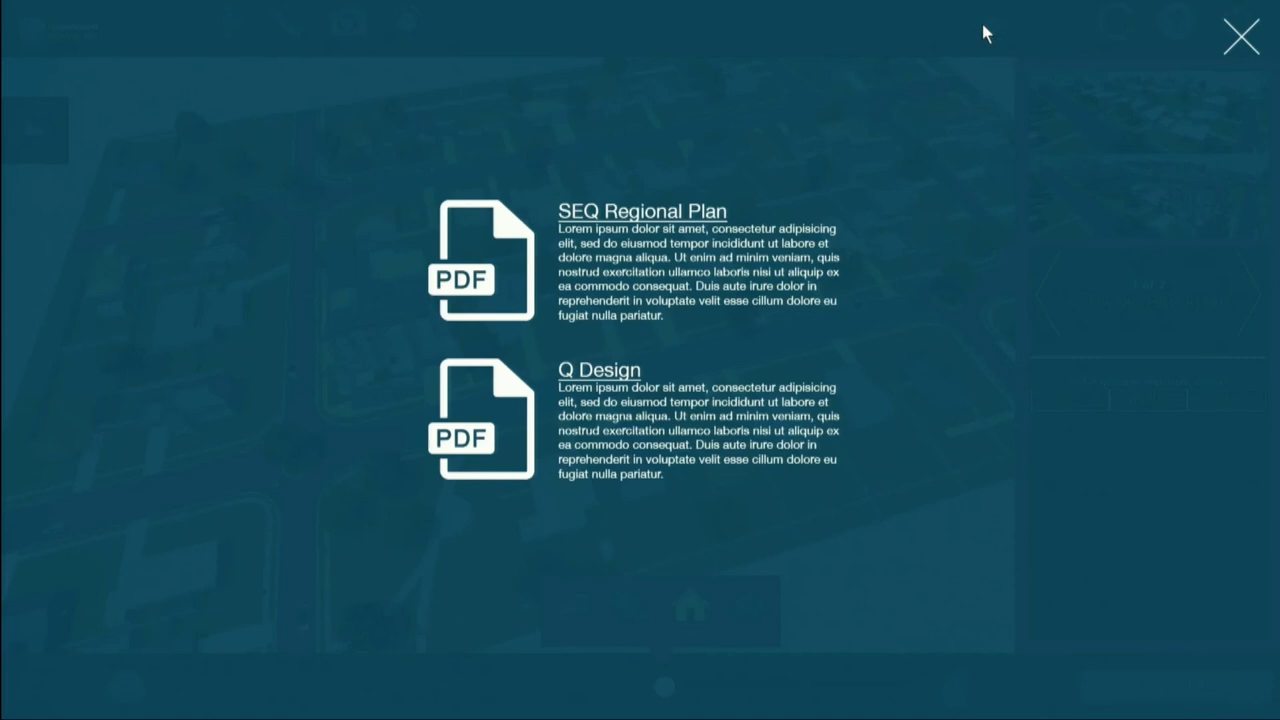 SEQ Regional Plan
Lorem ipsum dolor sit amet, consectetur adipisicing
elit, sed do eiusmod tempor incididunt ut labore et
dolore magna aliqua. Ut enim ad minim veniam, quis
nostrud exercitation ullamco laboris nisi ut aliquip ex
ea commodo consequat. Duis aute irure dolor in
reprehenderit in voluptate velit esse cillum dolore eu
fugiat nulla pariatur.
PDF
Q Design
Lorem ipsum dolor sit amet, consectetur adipisicing
elit, sed do eiusmod tempor incididunt ut labore et
dolore magna aliqua. Ut enim ad minim veniam, quis
nostrud exercitation ullamco laboris nisi ut aliquip ex
ea commodo consequat. Duis aute irure dolor in
reprehenderit in voluptate velit esse cillum dolore eu
fugiat nulla pariatur.
PDF